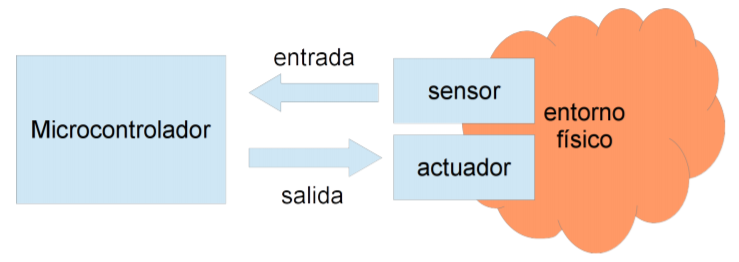 entrada
Microcontrolador
sensor
entorno
físico
actuador
salida